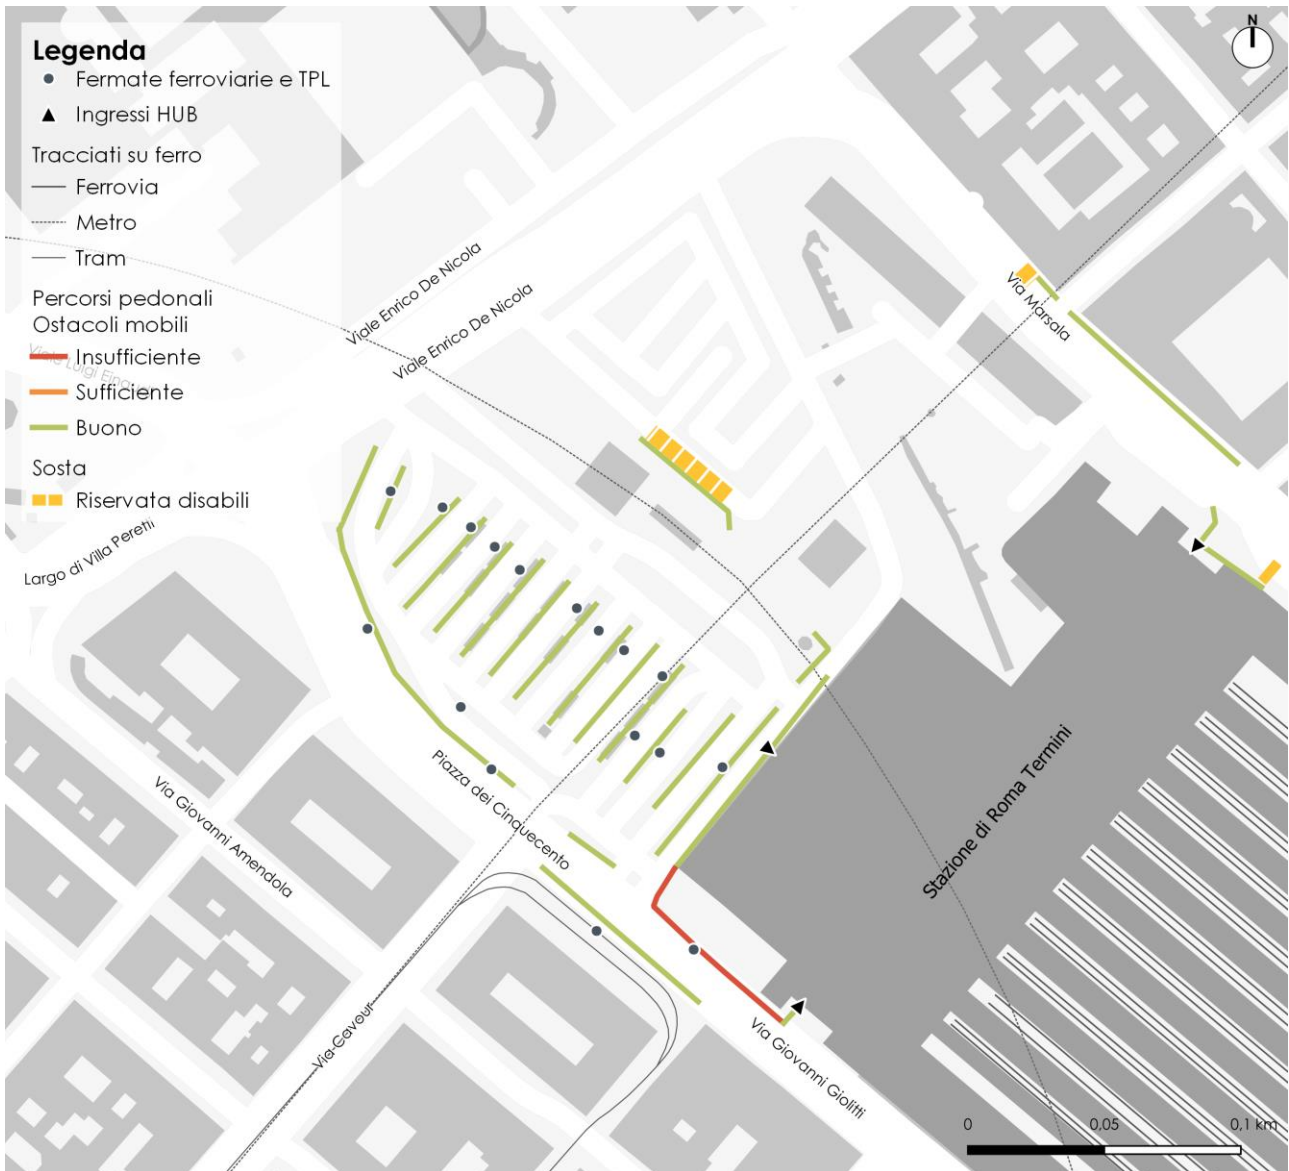 Legenda
Fermate ferroviarie e TPL
Ingressi HUB
Tracciati su ferro
Ferrovia
Metro
Tram
Percorsi pedonali
Ostacoli mobili
Insufficiente
Sufficiente
Buono
Sosta
Riservata disabili
N
Viale Enrico De Nicola
Viale Enrico De Nicola
Via Marsala
Viale Luigi
Largo di Villa Peretti
Piazza dei Cinquecento
Via Giovanni Amendola
Stazione di Roma Termini
Via Cavour
Via Giovanni Giolitti
0 0,05 0,1 km